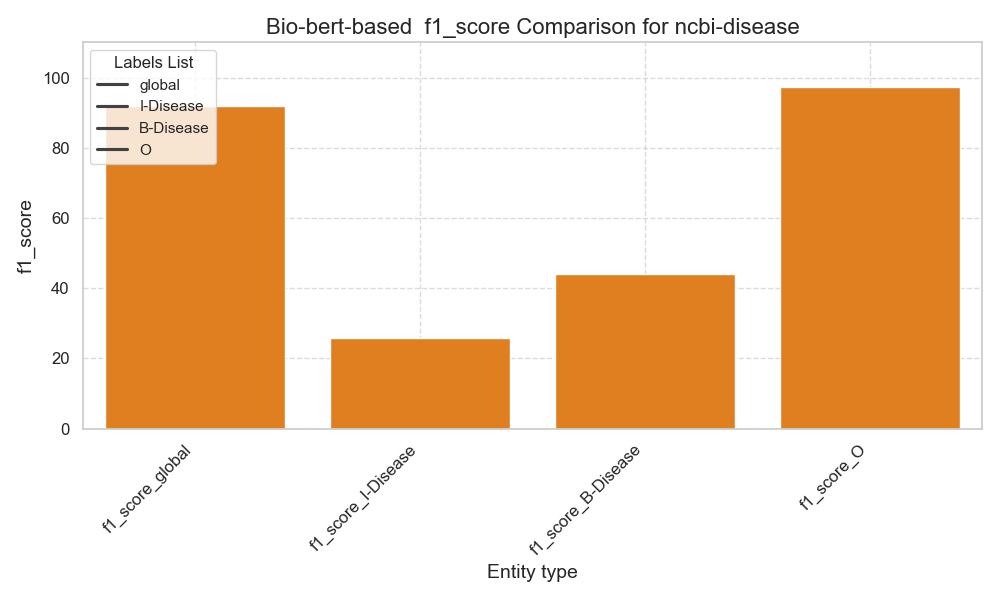 Bio-bert-based  f1_score Comparison for ncbi-disease
Labels List
global
I-Disease
B-Disease
O
f1_score
100
80
60
40
20
0
f1_score_global
f1_score_I-Disease
f1_score_B-Disease
f1_score_O
Entity type